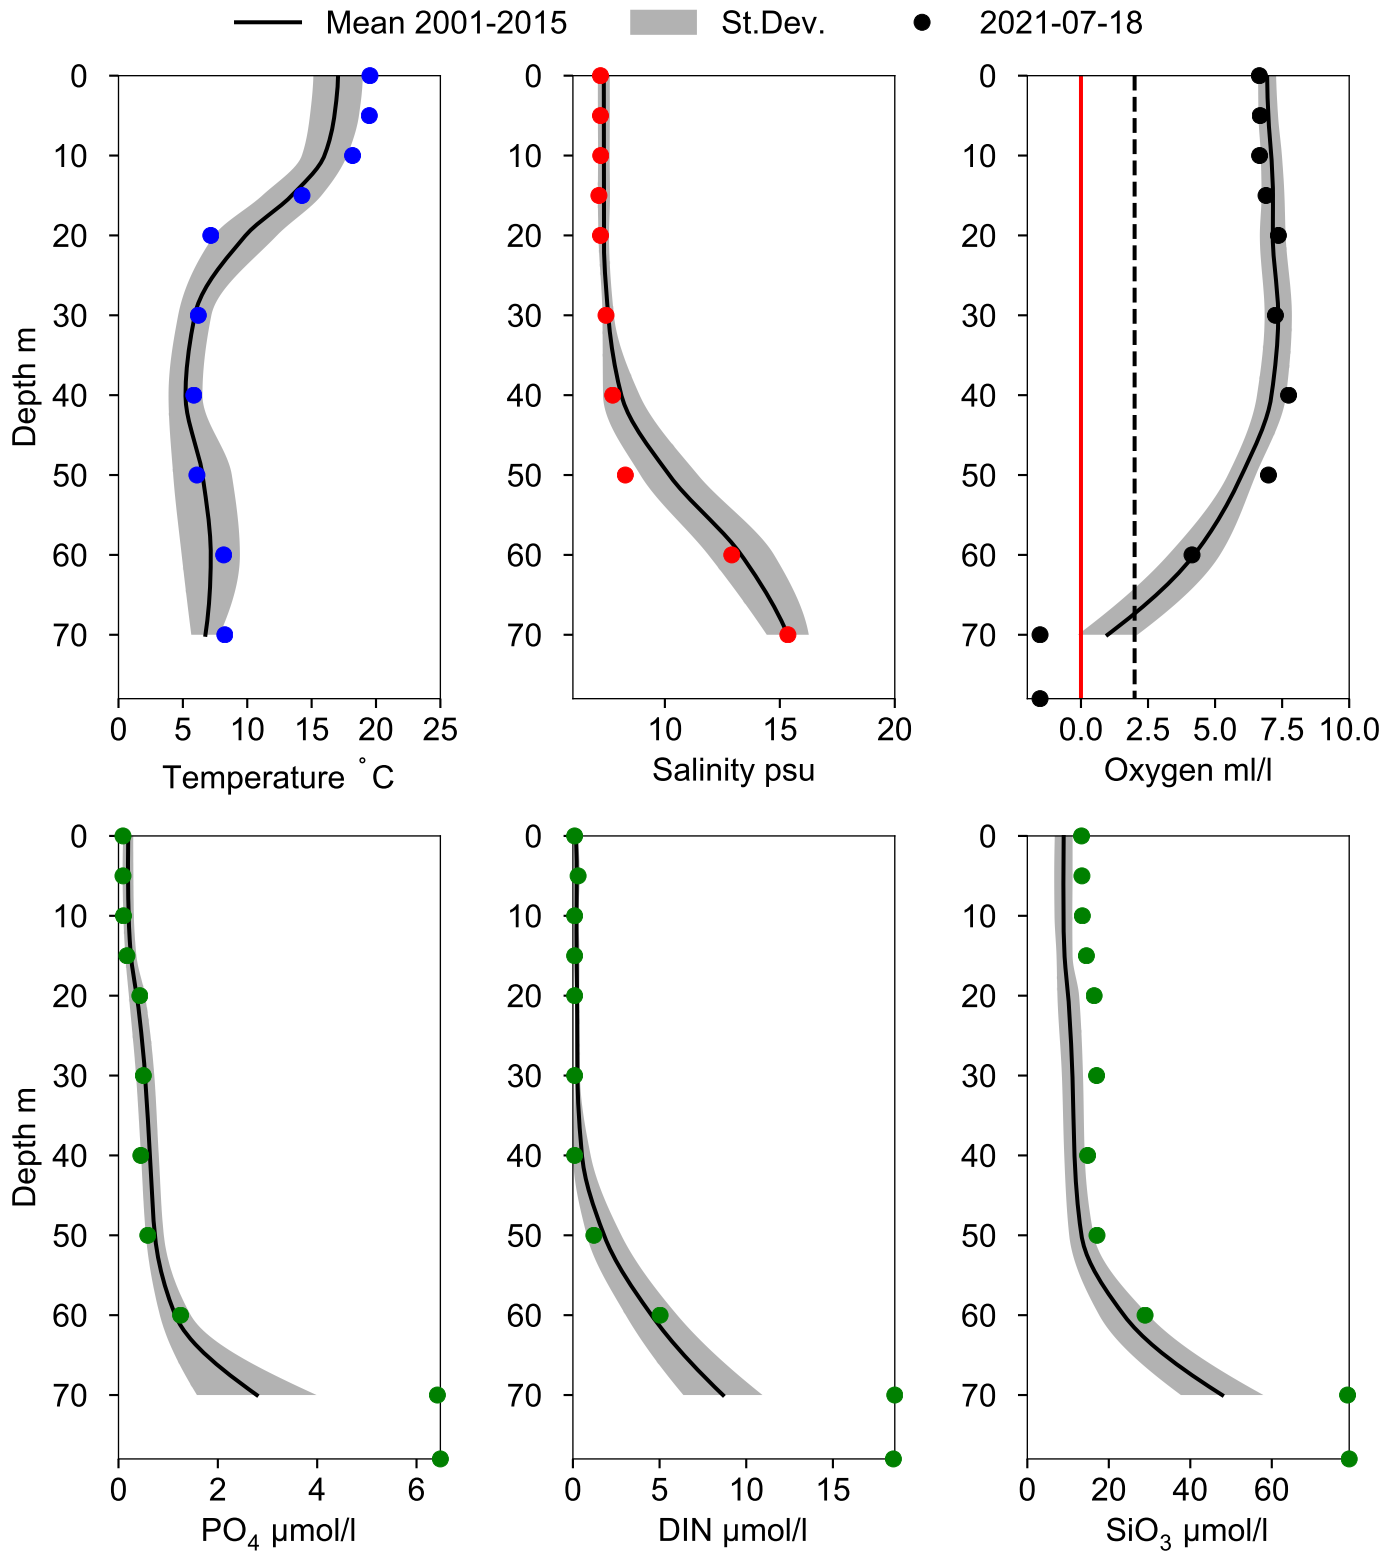 Mean 2001-2015 St.Dev. 2021-07-18
0 0 0
10 10 10
20 20 20
30 30 30
40 40 40
50 50 50
60 60 60
70 70 70
Depth m
0 5 10 15 20 25 10 15 20 0.0 2.5 5.0 7.5 10.0
Temperature °C Salinity psu Oxygen ml/l
0 0 0
10 10 10
20 20 20
30 30 30
40 40 40
50 50 50
60 60 60
70 70 70
Depth m
0 2 4 6 0 5 10 15 0 20 40 60
PO₄ µmol/l DIN µmol/l SiO₃ µmol/l